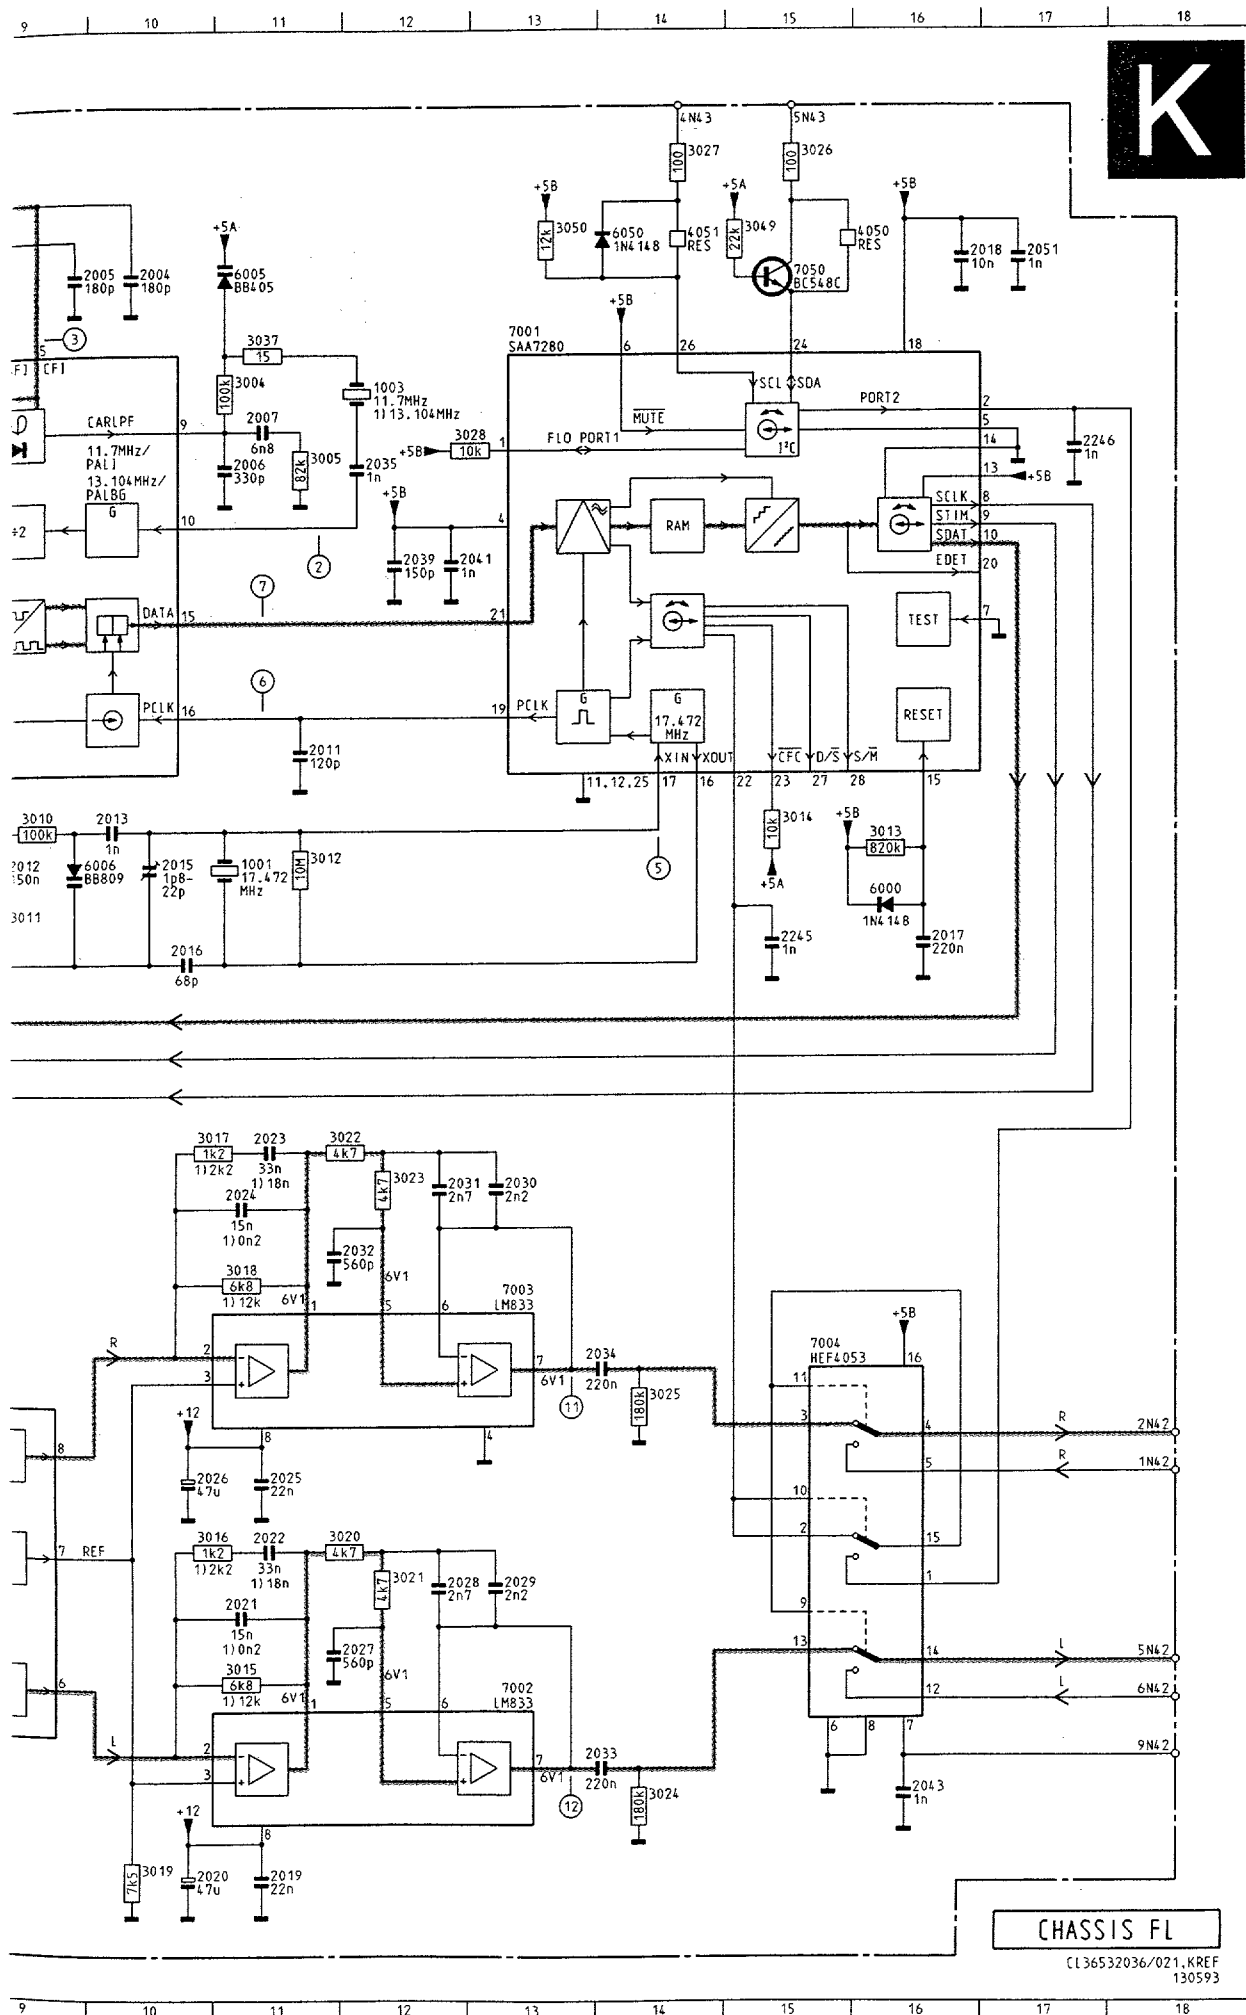 9 10 11 12 13 14 15 16 17 18
K
4N43 5N43
3027 100
3026 100
+5B +5A +5B
3050 12k
6050 1N4148
4051 RES
3049 22k
4050 RES
7050 BC548C
2018 10n
2051 1n
+5A
6005 BB405
2005 180p
2004 180p
3
5
CFI
3037 15
3004 100k
1003 11.7MHz 1)13.104MHz
+5B
7001 SAA7280
6 26 24 18
SCL SDA
PORT2 2
5
14
13 +5B
MUTE
I²C
FLO PORT1
3028 10k
+5B 1
2246 1n
CARLPF 9
11.7MHz/ PALI
13.104MHz/ PALBG
G
÷2
10
2007 6n8
2006 330p
3005 82k
2035 1n
+5B
2039 150p
2041 1n
4
2
RAM
SCLK 8
STIM 9
SDAT 10
EDET 20
7
DATA 15
21
TEST 7
6
PCLK 16
19 PCLK
G
G 17.472 MHz
RESET
2011 120p
XIN XOUT CFC D/S S/M
11,12,25 17 16 22 23 27 28 15
3010 100k
2013 1n
6006 BB809
2015 1p8-22p
1001 17.472 MHz
3012 10M
5
3014 10k
+5A
+5B
3013 820k
6000 1N4148
2012
3011
2016 68p
2245 1n
2017 220n
3017 1k2 1)2k2
2023 33n 1)18n
3022 4k7
3023 4k7
2031 2n7
2030 2n2
2024 15n 1)0n2
2032 560p
3018 6k8 1)12k
6V1 6V1
1 5 6
7003 LM833
R
2 -
3 +
7
6V1
11
2034 220n
3025 180k
+12
8 4
8
2026 47u
2025 22n
+5B
7004 HEF4053
16
11
3 4 R 2N42
5 R 1N42
10
2 15
1
9
13 14 L 5N42
12 L 6N42
6 8 7
9N42
2043 1n
7 REF
3016 1k2 1)2k2
2022 33n 1)18n
3020 4k7
3021 4k7
2028 2n7
2029 2n2
2021 15n 1)0n2
2027 560p
3015 6k8 1)12k
6V1 6V1
1 5 6
7002 LM833
6
L
2 -
3 +
7
6V1
12
2033 220n
3024 180k
+12
8
3019 7k5
2020 47u
2019 22n
CHASSIS FL
CL36532036/021.KREF
130593
9 10 11 12 13 14 15 16 17 18